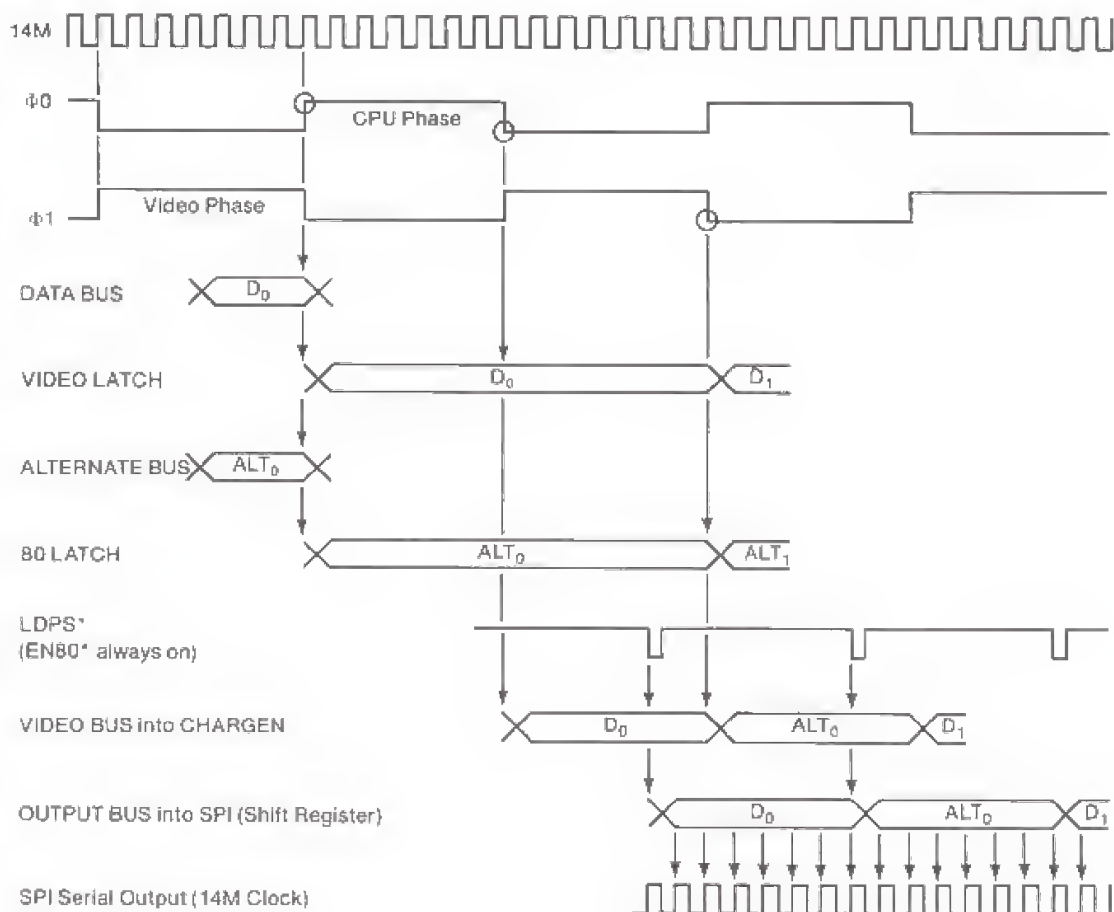 14M
Φ0
CPU Phase
Video Phase
Φ1
DATA BUS
D₀
VIDEO LATCH
D₀
D₁
ALTERNATE BUS
ALT₀
80 LATCH
ALT₀
ALT₁
LDPS*
(EN80* always on)
VIDEO BUS into CHARGEN
D₀
ALT₀
D₁
OUTPUT BUS into SPI (Shift Register)
D₀
ALT₀
D₁
SPI Serial Output (14M Clock)